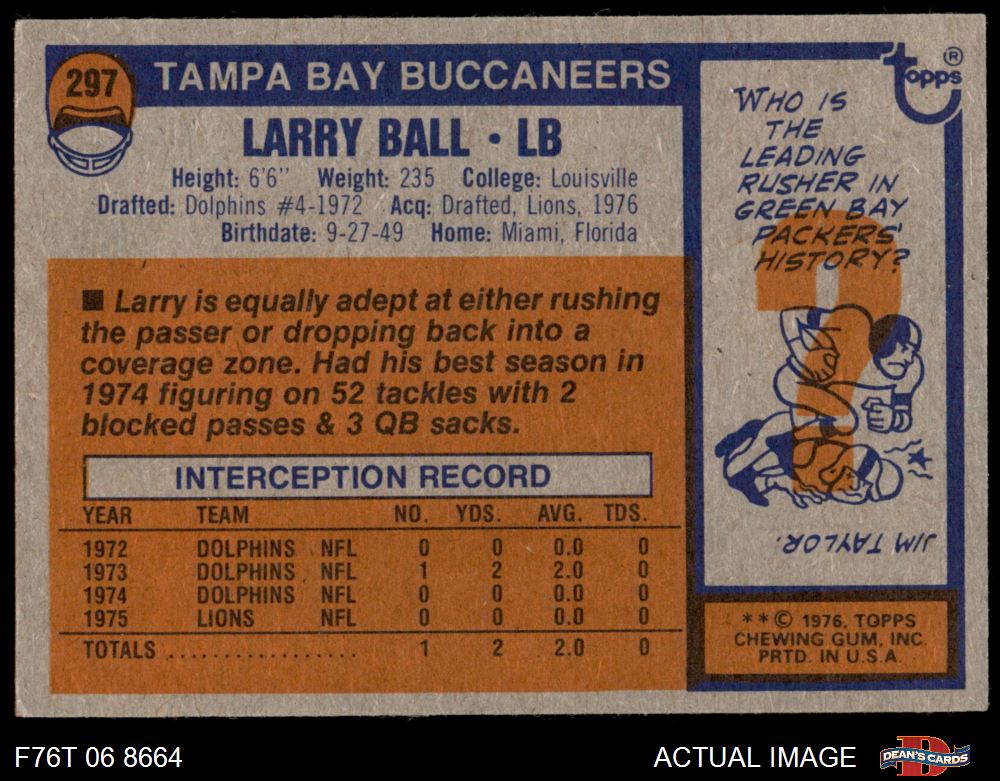 297
TAMPA BAY BUCCANEERS
LARRY BALL • LB
Height: 6'6" Weight: 235 College: Louisville
Drafted: Dolphins #4-1972 Acq: Drafted, Lions, 1976
Birthdate: 9-27-49 Home: Miami, Florida
■ Larry is equally adept at either rushing
the passer or dropping back into a
coverage zone. Had his best season in
1974 figuring on 52 tackles with 2
blocked passes & 3 QB sacks.
INTERCEPTION RECORD
YEAR TEAM NO. YDS. AVG. TDS.
1972 DOLPHINS NFL 0 0 0.0 0
1973 DOLPHINS NFL 1 2 2.0 0
1974 DOLPHINS NFL 0 0 0.0 0
1975 LIONS NFL 0 0 0.0 0
TOTALS .................. 1 2 2.0 0
topps ®
WHO IS
THE
LEADING
RUSHER IN
GREEN BAY
PACKERS'
HISTORY?
?
JIM TAYLOR.
**© 1976, TOPPS
CHEWING GUM, INC.
PRTD. IN U.S.A.
F76T 06 8664
ACTUAL IMAGE
D
DEAN'S CARDS